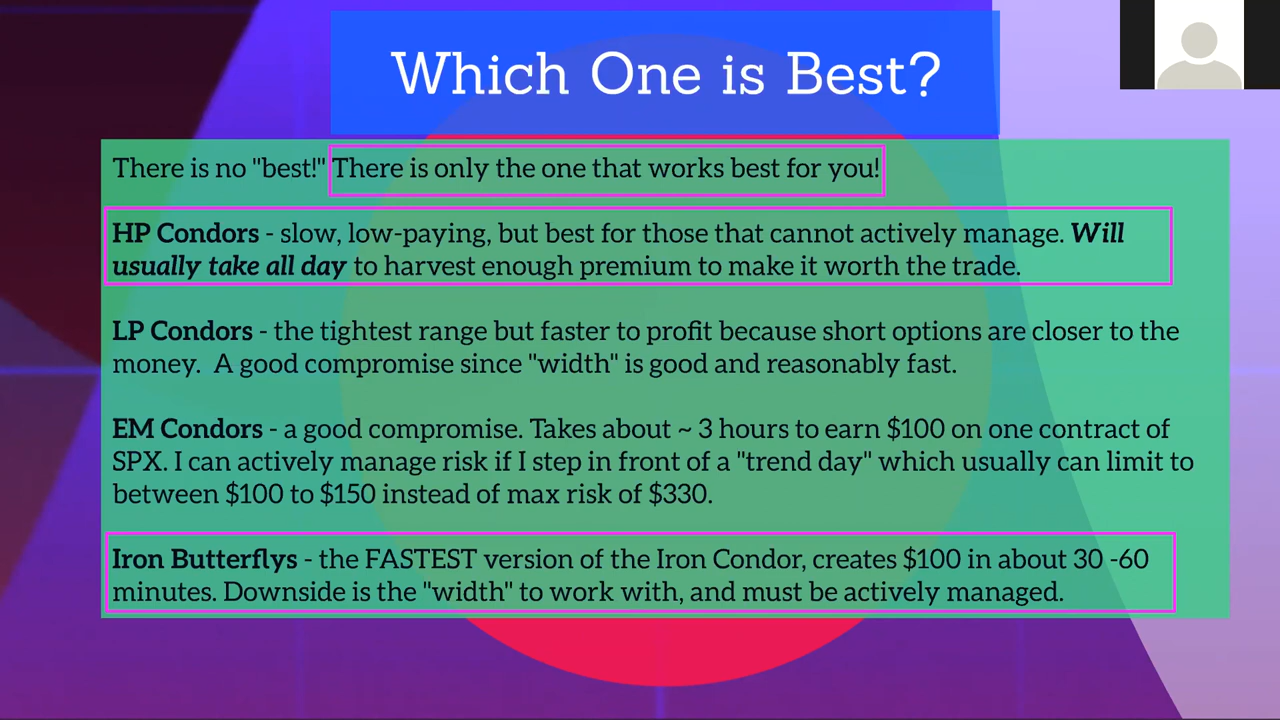 Which One is Best?
There is no "best!" There is only the one that works best for you!
HP Condors - slow, low-paying, but best for those that cannot actively manage. Will
usually take all day to harvest enough premium to make it worth the trade.
LP Condors - the tightest range but faster to profit because short options are closer to the
money.  A good compromise since "width" is good and reasonably fast.
EM Condors - a good compromise. Takes about ~ 3 hours to earn $100 on one contract of
SPX. I can actively manage risk if I step in front of a "trend day" which usually can limit to
between $100 to $150 instead of max risk of $330.
Iron Butterflys - the FASTEST version of the Iron Condor, creates $100 in about 30 -60
minutes. Downside is the "width" to work with, and must be actively managed.